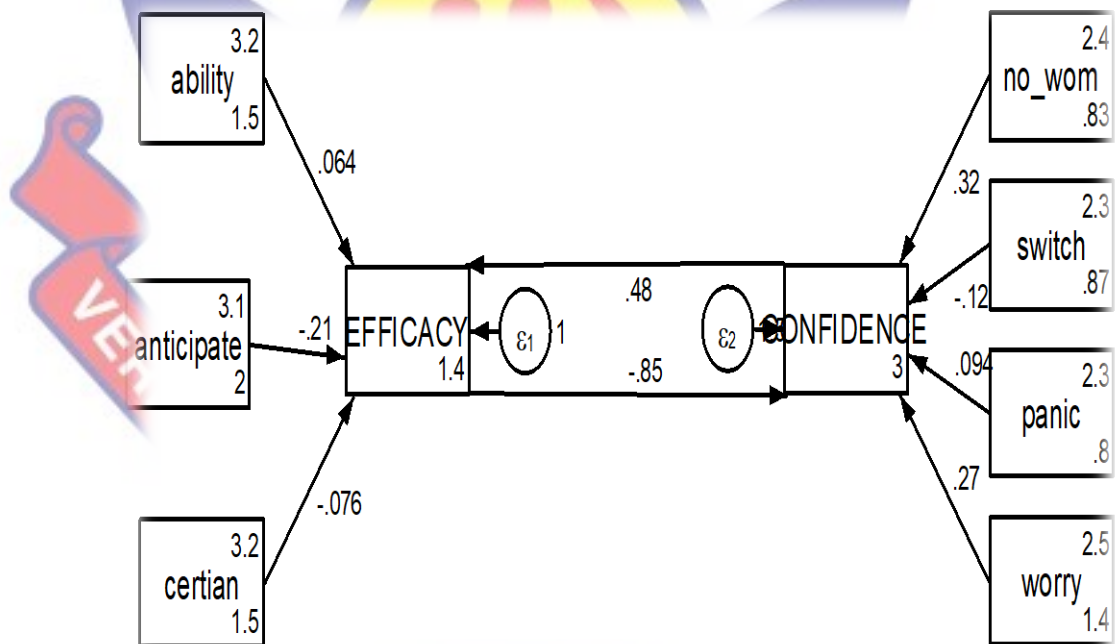 3.2
ability
1.5
2.4
no_wom
.83
.064
.32
2.3
switch
.87
-.12
3.1
anticipate
2
-.21
EFFICACY
1.4
.48
ε1
1
-.85
ε2
CONFIDENCE
3
.094
2.3
panic
.8
-.076
.27
3.2
certian
1.5
2.5
worry
1.4
VER